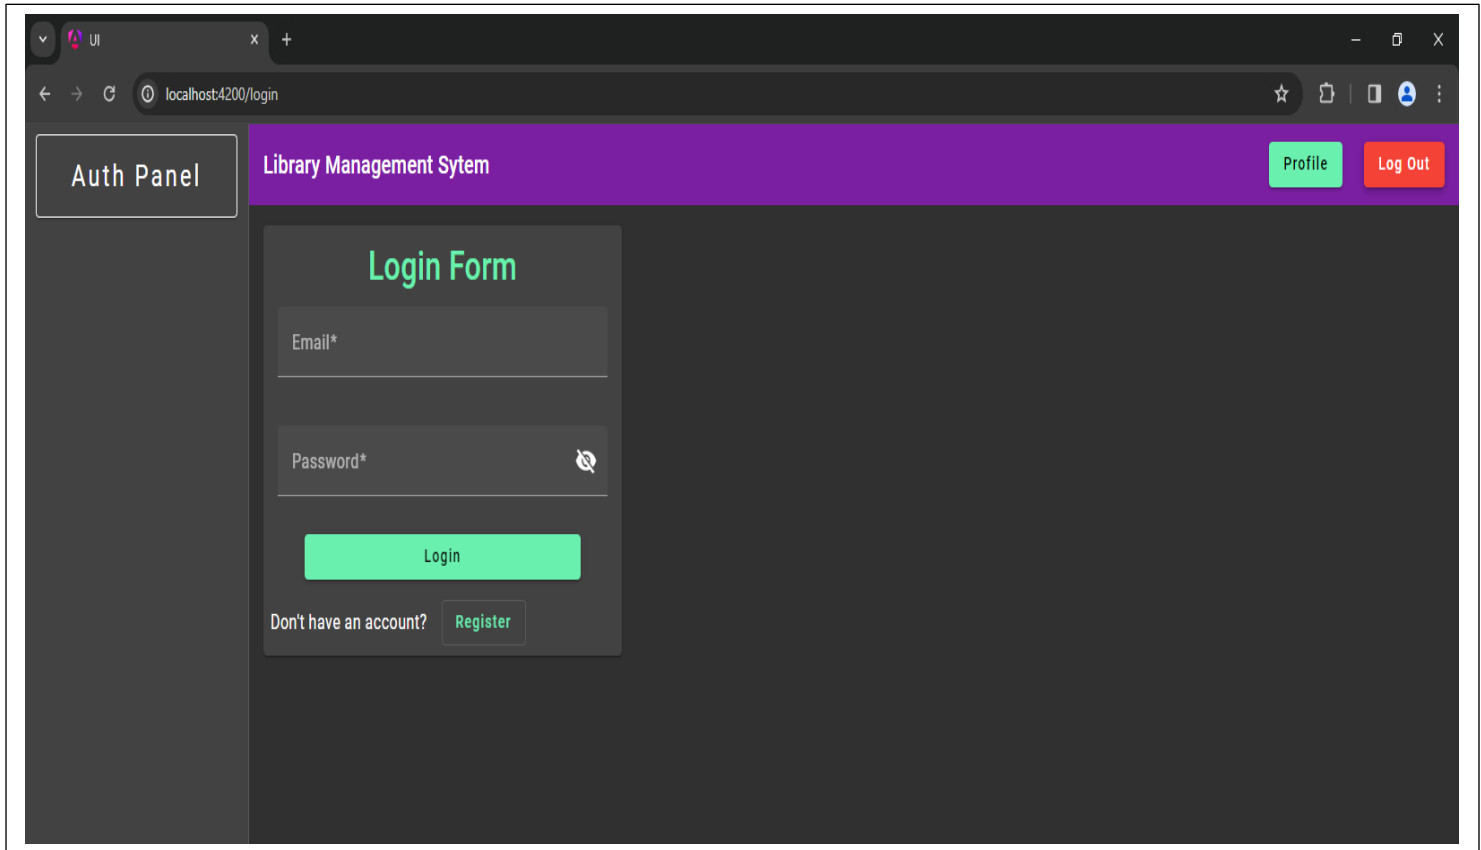 UI
localhost:4200/login
Auth Panel
Library Management Sytem
Profile
Log Out
Login Form
Email*
Password*
Login
Don't have an account? Register